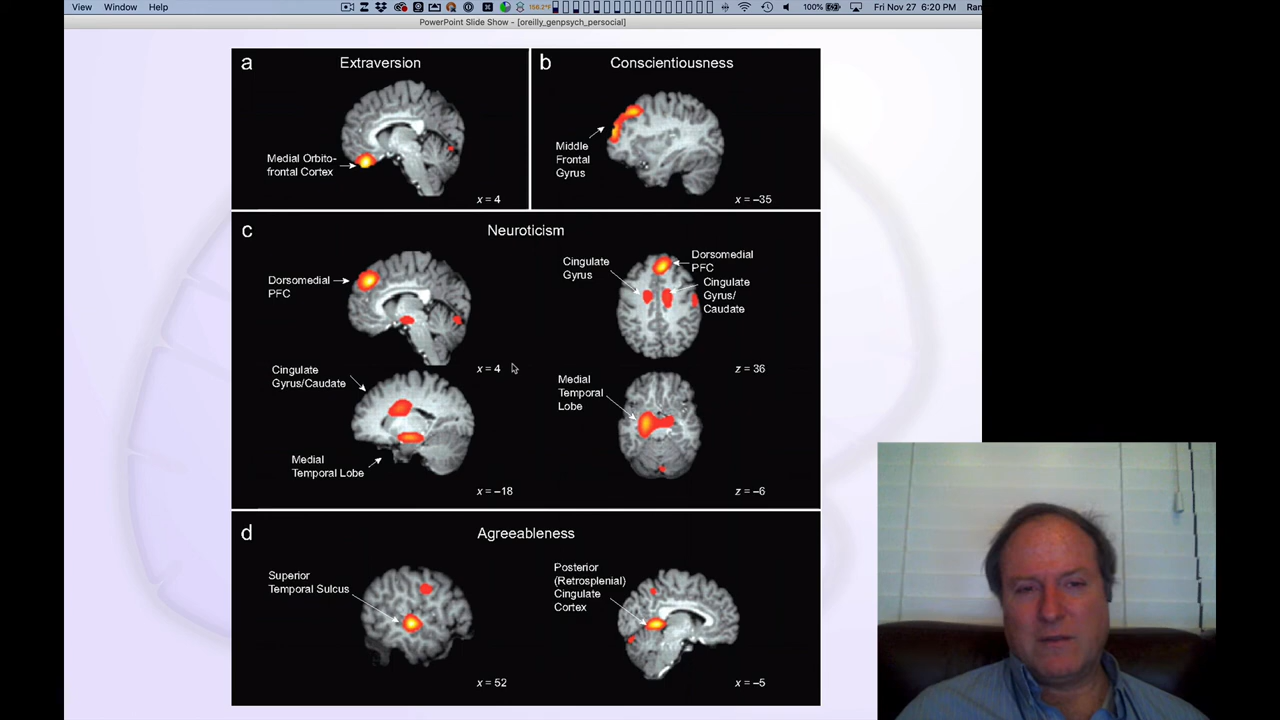 View Window Help
156.2°F
100%
Fri Nov 27 6:20 PM Ran
PowerPoint Slide Show - [oreilly_genpsych_persocial]
a
Extraversion
Medial Orbito-
frontal Cortex
x = 4
b
Conscientiousness
Middle
Frontal
Gyrus
x = –35
c
Neuroticism
Dorsomedial
PFC
x = 4
Cingulate
Gyrus
Dorsomedial
PFC
Cingulate
Gyrus/
Caudate
z = 36
Cingulate
Gyrus/Caudate
Medial
Temporal Lobe
x = –18
Medial
Temporal
Lobe
z = –6
d
Agreeableness
Superior
Temporal Sulcus
x = 52
Posterior
(Retrosplenial)
Cingulate
Cortex
x = –5